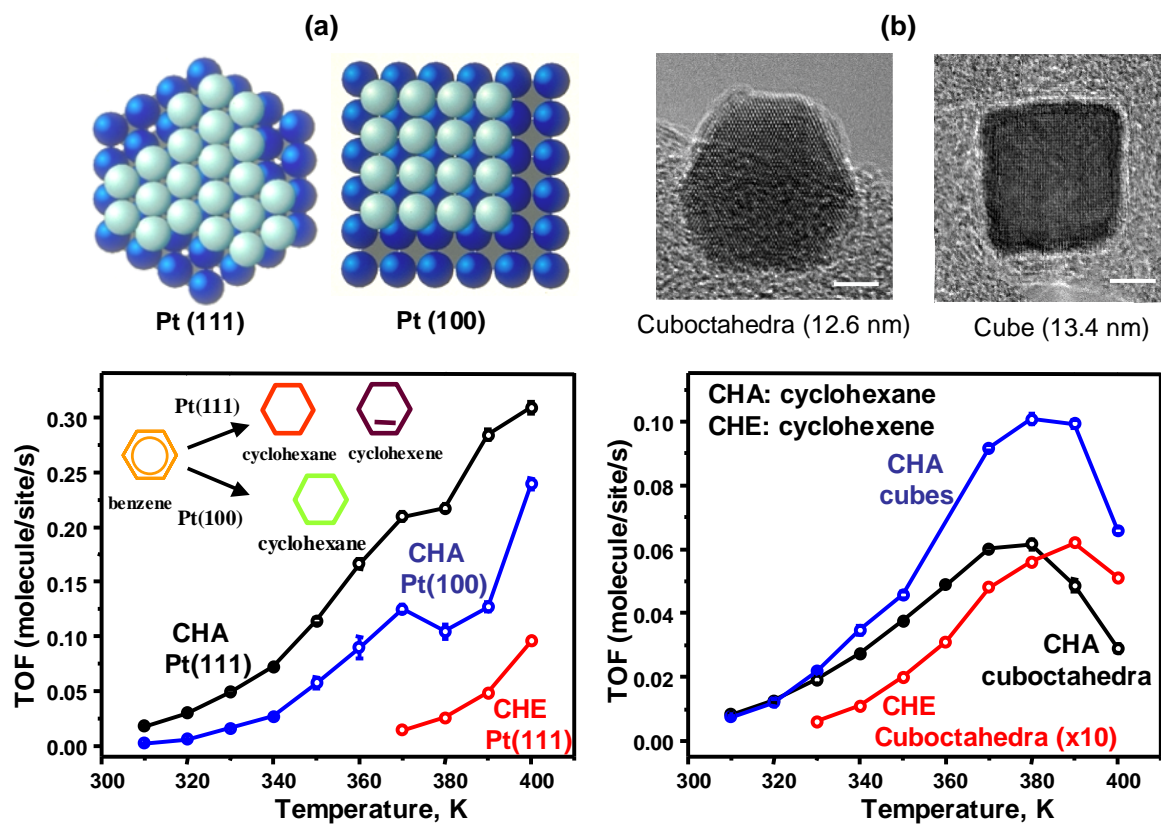 (a)
(b)
Pt (111)
Pt (100)
Cuboctahedra (12.6 nm)
Cube (13.4 nm)
TOF (molecule/site/s)
0.30
0.25
0.20
0.15
0.10
0.05
0.00
300
320
340
360
380
400
Temperature, K
benzene
Pt(111)
Pt(100)
cyclohexane
cyclohexene
cyclohexane
CHA
Pt(111)
CHA
Pt(100)
CHE
Pt(111)
TOF (molecule/site/s)
0.10
0.08
0.06
0.04
0.02
0.00
300
320
340
360
380
400
Temperature, K
CHA: cyclohexane
CHE: cyclohexene
CHA
cubes
CHA
cuboctahedra
CHE
Cuboctahedra (x10)